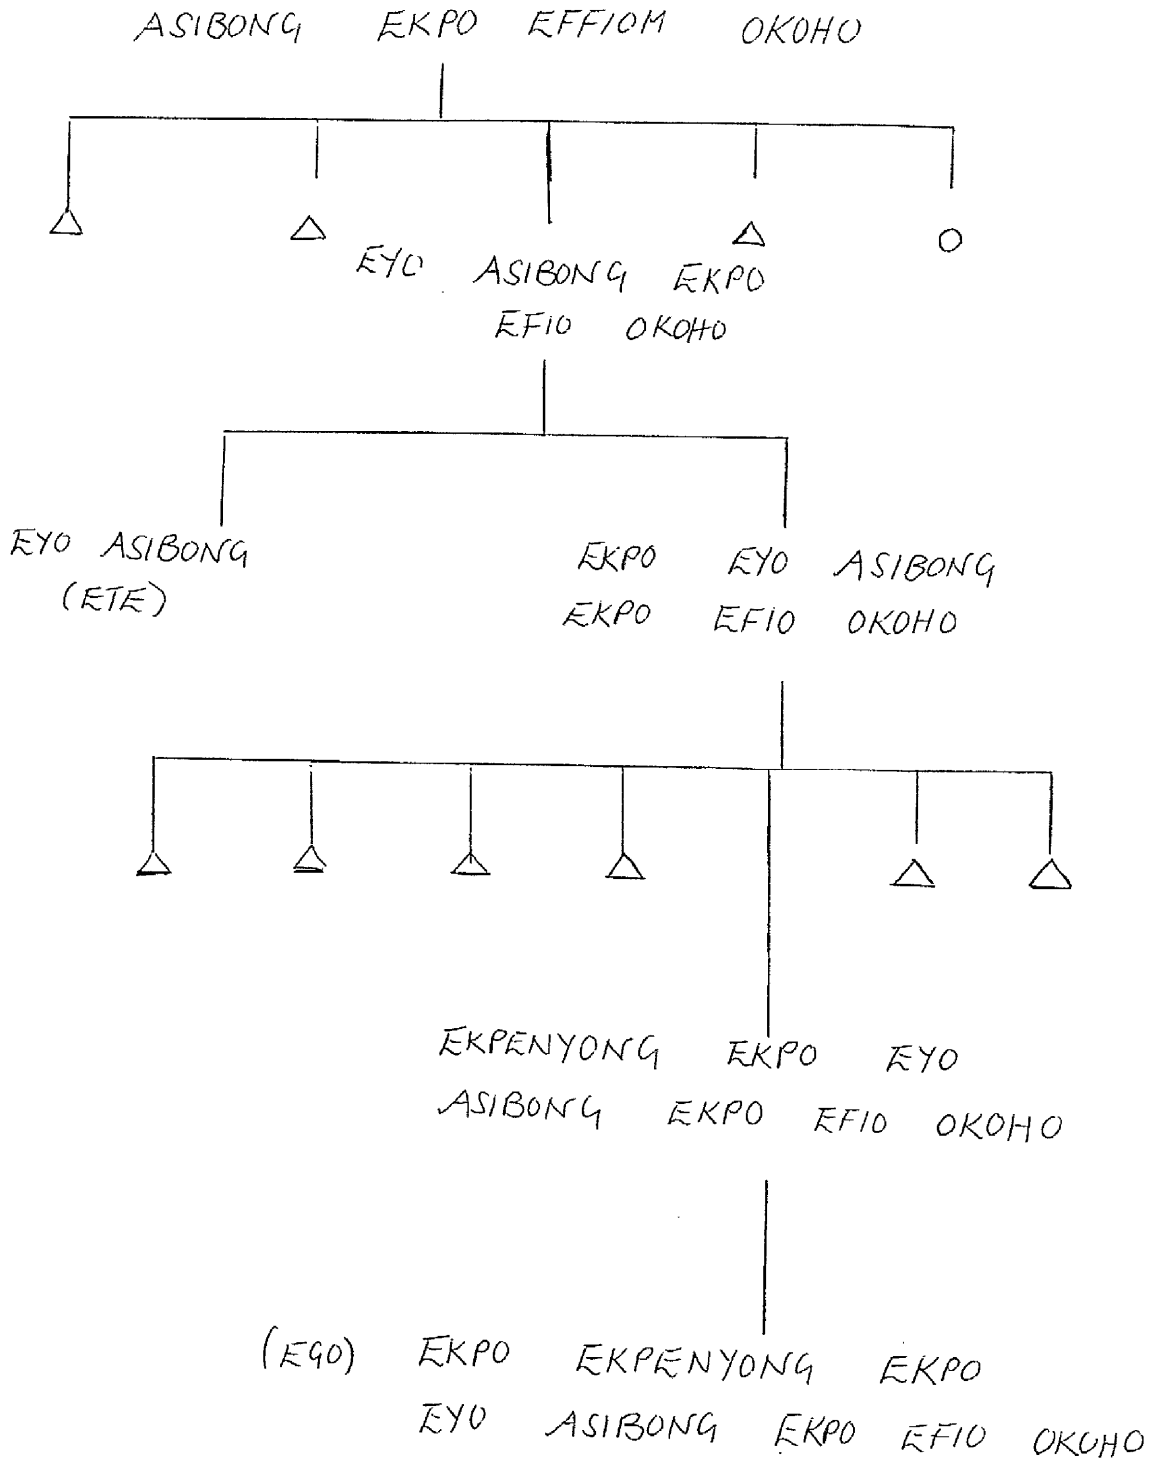 ASIBONG EKPO EFFIOM OKOHO
EYO ASIBONG EKPO
EFIO OKOHO
EYO ASIBONG
(ETE)
EKPO EYO ASIBONG
EKPO EFIO OKOHO
EKPENYONG EKPO EYO
ASIBONG EKPO EFIO OKOHO
(EGO) EKPO EKPENYONG EKPO
EYO ASIBONG EKPO EFIO OKOHO